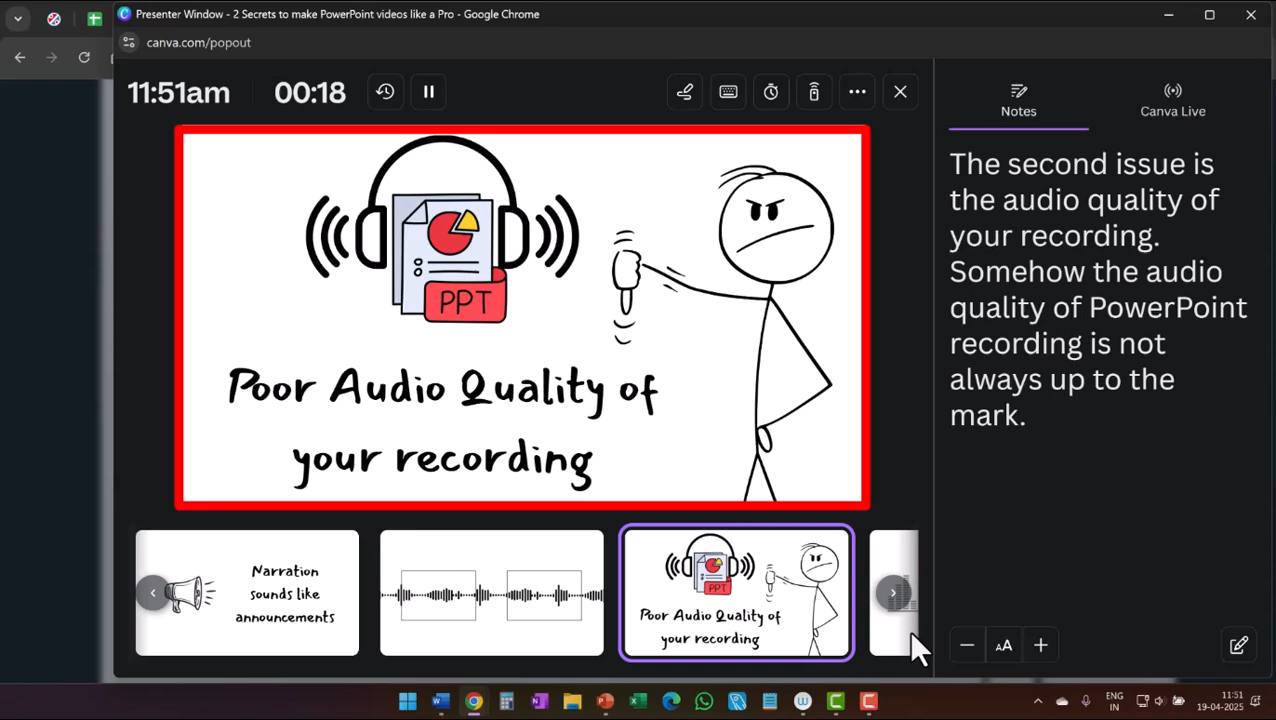 Presenter Window - 2 Secrets to make PowerPoint videos like a Pro - Google Chrome
canva.com/popout
11:51am
00:18
Notes
Canva Live
PPT
Poor Audio Quality of
your recording
The second issue is
the audio quality of
your recording.
Somehow the audio
quality of PowerPoint
recording is not
always up to the
mark.
Narration
sounds like
announcements
PPT
Poor Audio Quality of
your recording
AA
ENG
IN
11:51
19-04-2025